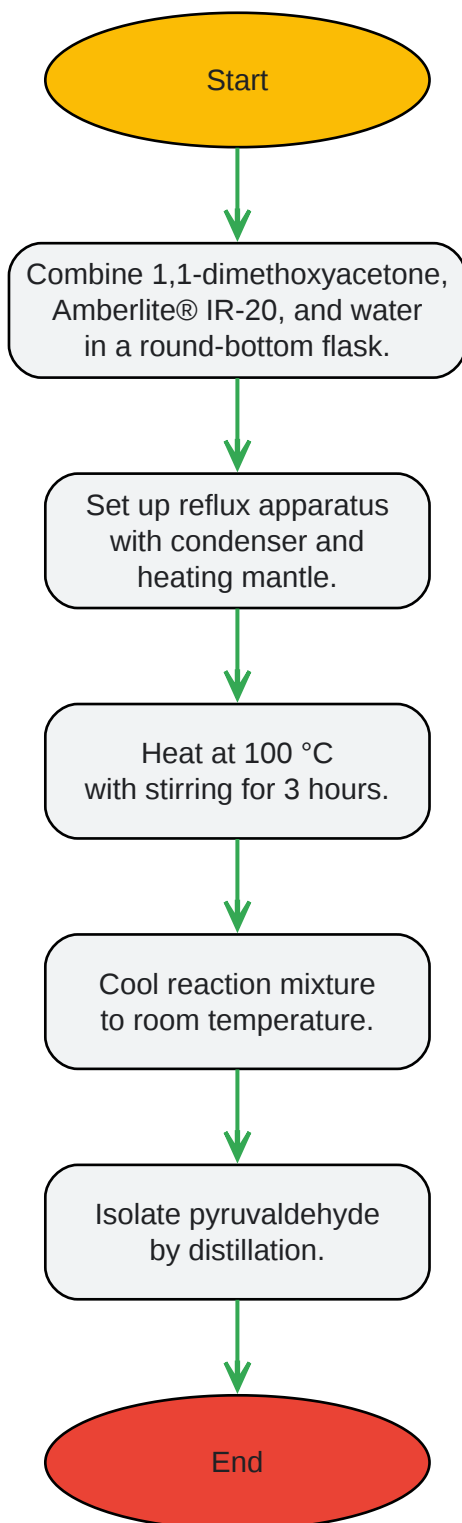 Start
Combine 1,1-dimethoxyacetone,
Amberlite® IR-20, and water
in a round-bottom flask.
Set up reflux apparatus
with condenser and
heating mantle.
Heat at 100 °C
with stirring for 3 hours.
Cool reaction mixture
to room temperature.
Isolate pyruvaldehyde
by distillation.
End